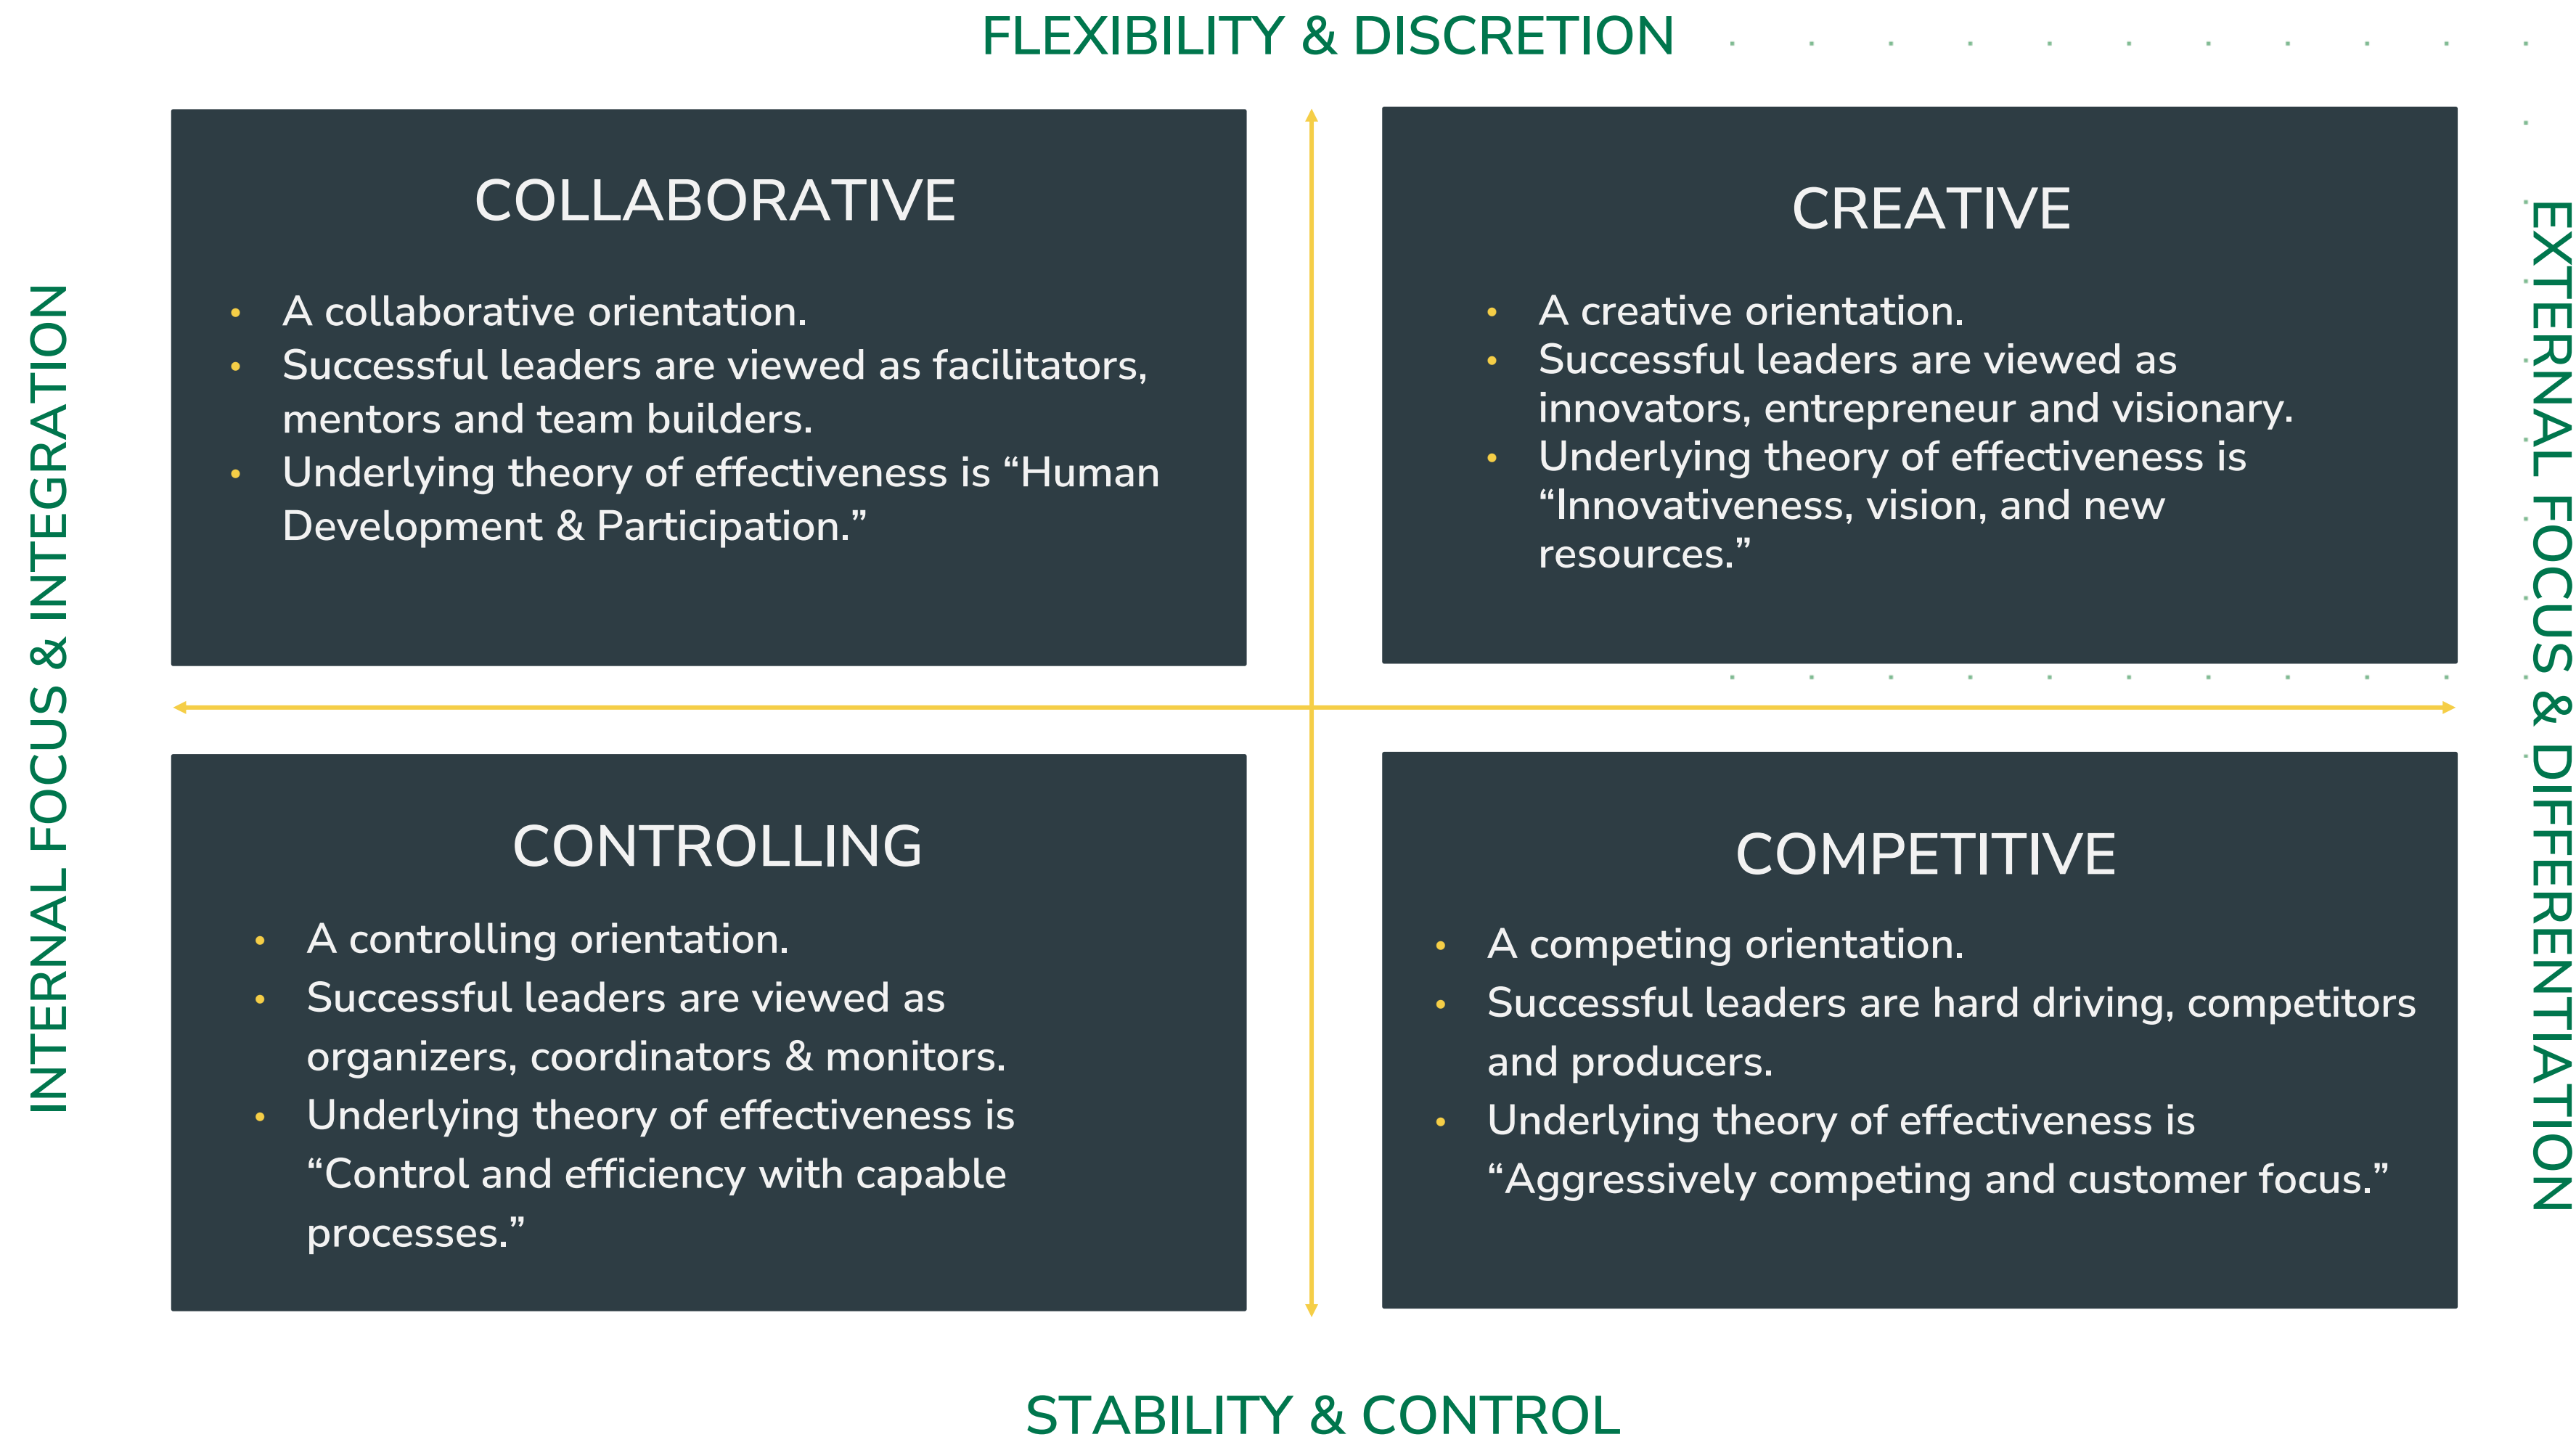 FLEXIBILITY & DISCRETION
INTERNAL FOCUS & INTEGRATION
COLLABORATIVE
• A collaborative orientation.
• Successful leaders are viewed as facilitators,
mentors and team builders.
• Underlying theory of effectiveness is “Human
Development & Participation.”
CREATIVE
• A creative orientation.
• Successful leaders are viewed as
innovators, entrepreneur and visionary.
• Underlying theory of effectiveness is
“Innovativeness, vision, and new
resources.”
EXTERNAL FOCUS & DIFFERENTIATION
CONTROLLING
• A controlling orientation.
• Successful leaders are viewed as
organizers, coordinators & monitors.
• Underlying theory of effectiveness is
“Control and efficiency with capable
processes.”
COMPETITIVE
• A competing orientation.
• Successful leaders are hard driving, competitors
and producers.
• Underlying theory of effectiveness is
“Aggressively competing and customer focus.”
STABILITY & CONTROL